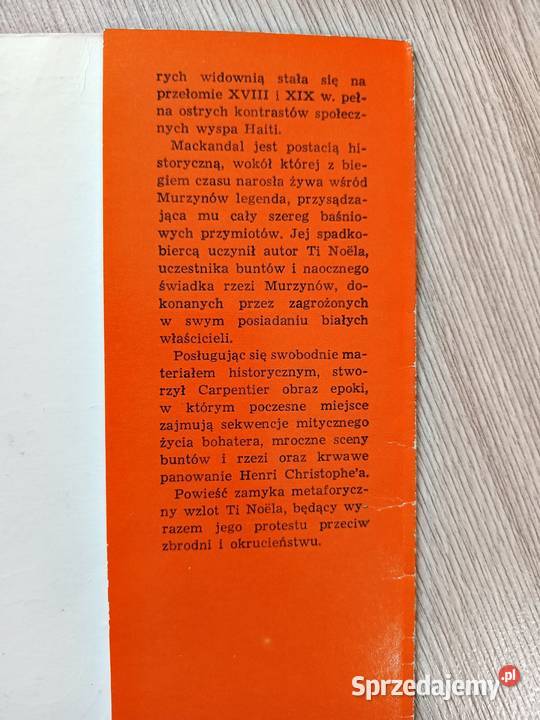 rych widownią stała się na
przełomie XVIII i XIX w. peł-
na ostrych kontrastów społecz-
nych wyspa Haiti.
Mackandal jest postacią hi-
storyczną, wokół której z bie-
giem czasu narosła żywa wśród
Murzynów legenda, przysądza-
jąca mu cały szereg baśnio-
wych przymiotów. Jej spadko-
biercą uczynił autor Ti Noëla,
uczestnika buntów i naocznego
świadka rzezi Murzynów, do-
konanych przez zagrożonych
w swym posiadaniu białych
właścicieli.
Posługując się swobodnie ma-
teriałem historycznym, stwo-
rzył Carpentier obraz epoki,
w którym poczesne miejsce
zajmują sekwencje mitycznego
życia bohatera, mroczne sceny
buntów i rzezi oraz krwawe
panowanie Henri Christophe'a.
Powieść zamyka metaforycz-
ny wzlot Ti Noëla, będący wy-
razem jego protestu przeciw
zbrodni i okrucieństwu.
Sprzedajemy.pl